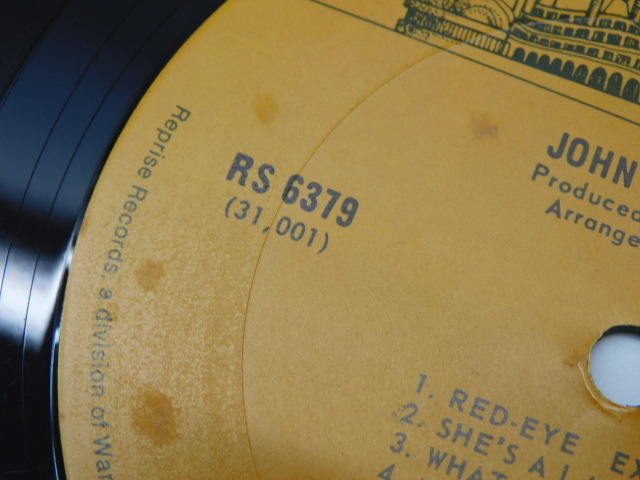 RS 6379
(31,001)
JOHN
Produced
Arrange
1. RED-EYE EX
2. SHE'S A L
3. WHAT
4.
Reprise Records, a division of War